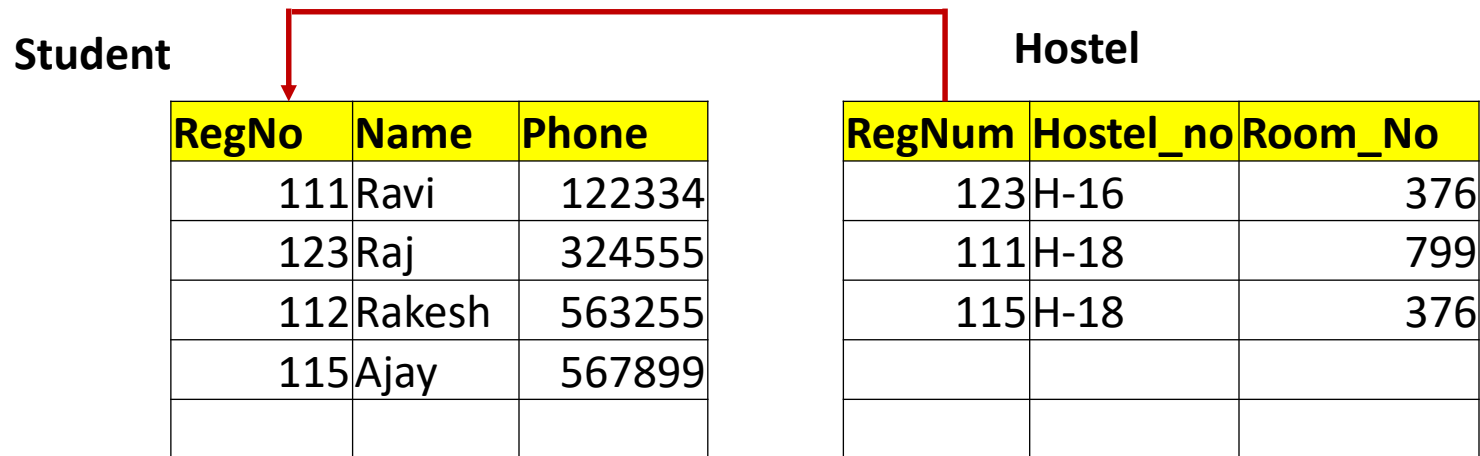 Student
RegNo Name Phone
111 Ravi 122334
123 Raj 324555
112 Rakesh 563255
115 Ajay 567899
Hostel
RegNum Hostel_no Room_No
123 H-16 376
111 H-18 799
115 H-18 376